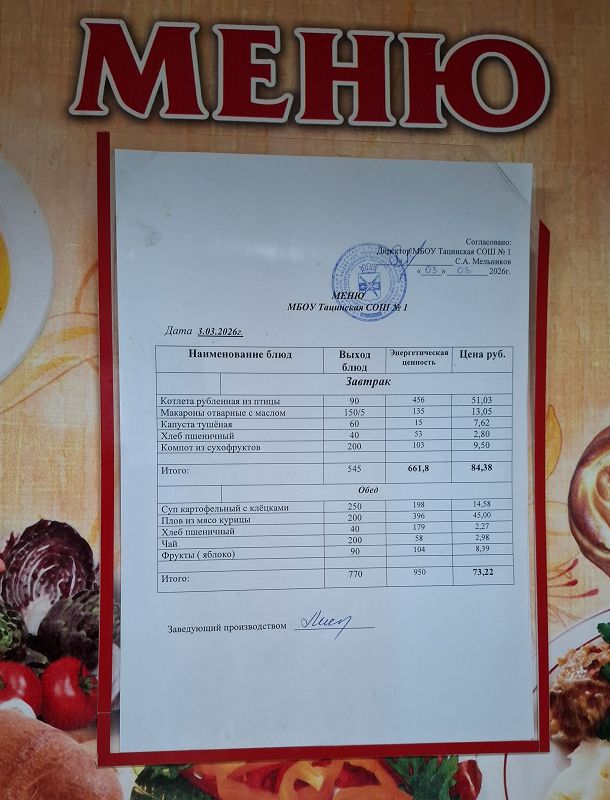 МЕНЮ
Согласовано:
Директор МБОУ Тацинская СОШ № 1
С.А. Мельников
« 03 » 03 2026г.
МЕНЮ
МБОУ Тацинская СОШ № 1
Дата 3.03.2026г.
Наименование блюд Выход блюд Энергетическая ценность Цена руб.
Завтрак
Котлета рубленная из птицы 90 456 51,03
Макароны отварные с маслом 150/5 135 13,05
Капуста тушёная 60 15 7,62
Хлеб пшеничный 40 53 2,80
Компот из сухофруктов 200 103 9,50
Итого: 545 661,8 84,38
Обед
Суп картофельный с клёцками 250 198 14,58
Плов из мясо курицы 200 396 45,00
Хлеб пшеничный 40 179 2,27
Чай 200 58 2,98
Фрукты ( яблоко) 90 104 8,39
Итого: 770 950 73,22
Заведующий производством